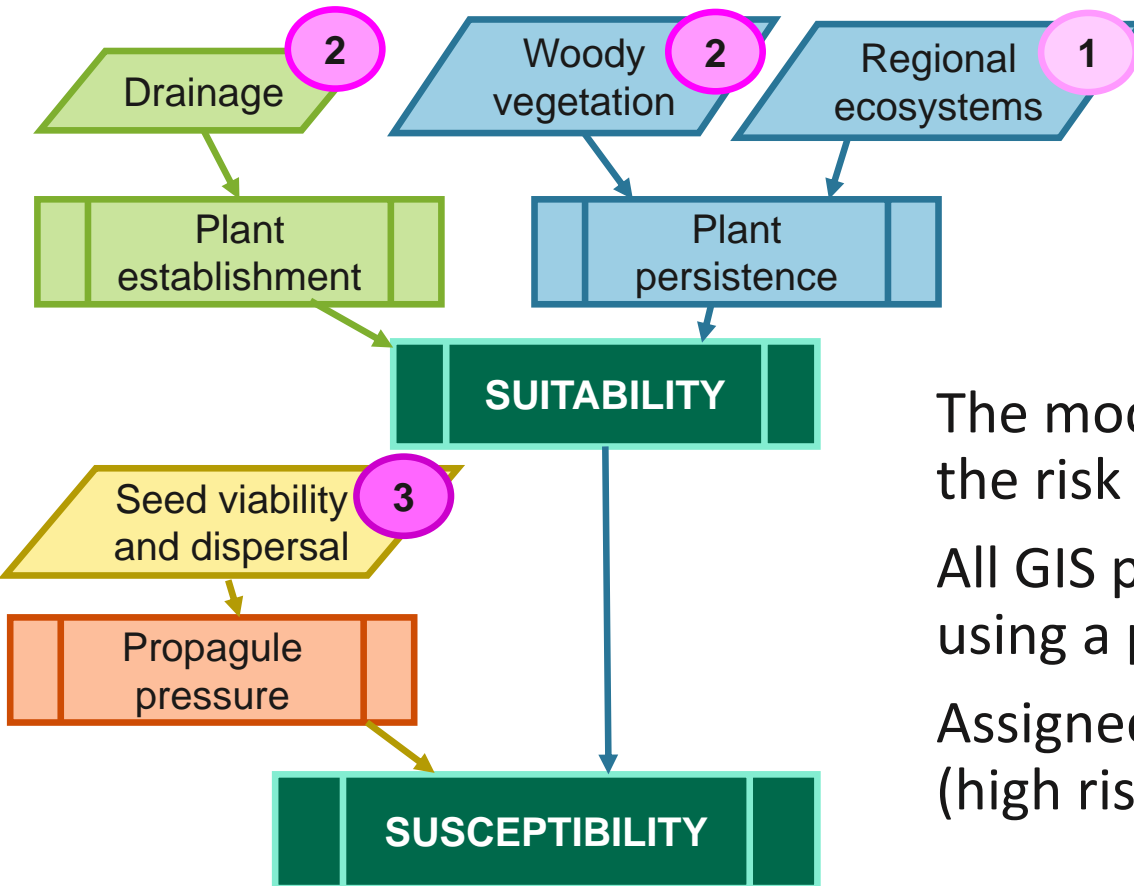 Drainage
2
Woody
vegetation
2
Regional
ecosystems
1
Plant
establishment
Plant
persistence
SUITABILITY
Seed viability
and dispersal
3
Propagule
pressure
SUSCEPTIBILITY
The mod
the risk
All GIS p
using a p
Assigned
(high ris